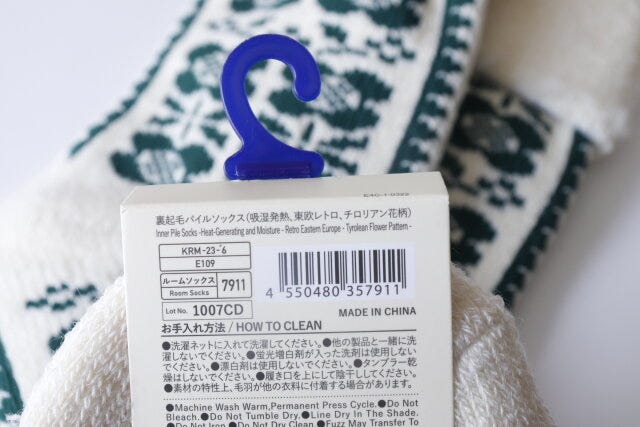 E4C-1-0322
裏起毛パイルソックス(吸湿発熱、東欧レトロ、チロリアン花柄)
Inner Pile Socks -Heat-Generating and Moisture - Retro Eastern Europe - Tyrolean Flower Pattern -
KRM-23-'6
E109
ルームソックス 7911
Room Socks
Lot No. 1007CD
4 550480 357911
MADE IN CHINA
お手入れ方法 / HOW TO CLEAN
●洗濯ネットに入れて洗濯してください。●他の製品と一緒に洗
濯しないでください。●蛍光増白剤が入った洗剤は使用しない
でください。●漂白剤は使用しないでください。●タンブラー乾
燥はしないでください。●履き口を上にして陰干ししてください。
●素材の特性上、毛羽が他の衣料に付着する場合があります。
●Machine Wash Warm,Permanent Press Cycle.●Do Not
Bleach.●Do Not Tumble Dry.●Line Dry In The Shade.
●Do Not Iron.●Do Not Dry Clean.●Fuzz May Transfer To